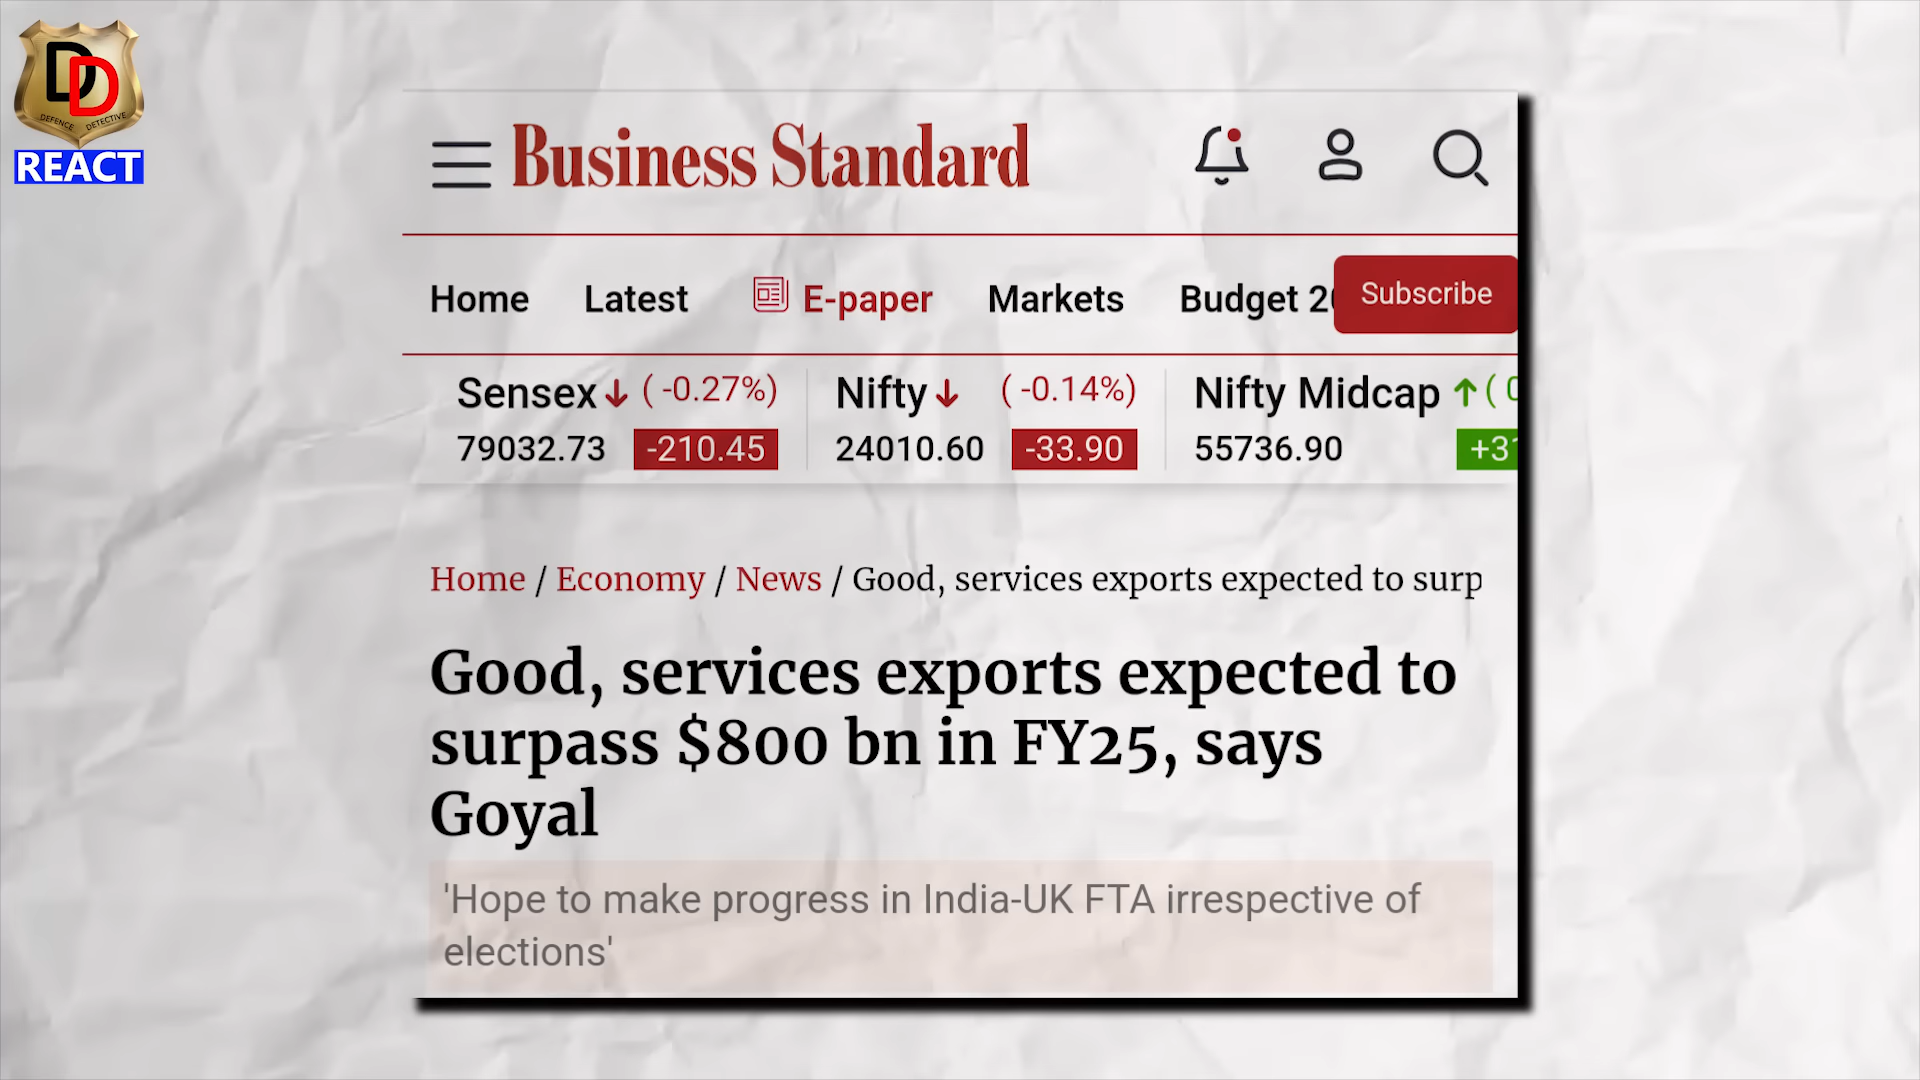 DD
DEFENCE DETECTIVE
REACT
Business Standard
Home Latest E-paper Markets Budget Subscribe
Sensex ↓ ( -0.27%) Nifty ↓ ( -0.14%) Nifty Midcap ↑ (
79032.73 -210.45 24010.60 -33.90 55736.90
Home / Economy / News / Good, services exports expected to surp
Good, services exports expected to
surpass $800 bn in FY25, says
Goyal
'Hope to make progress in India-UK FTA irrespective of
elections'